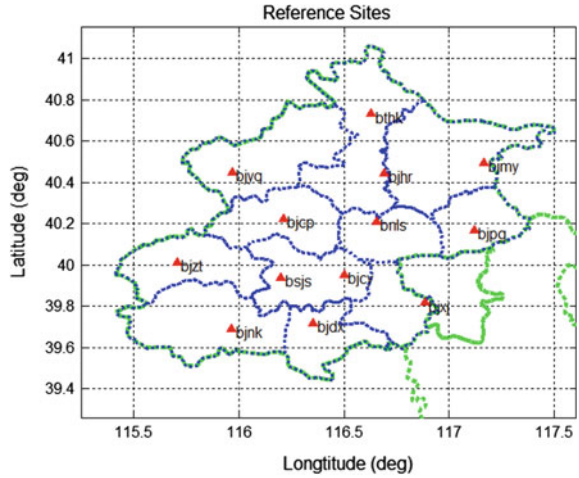 Reference Sites
41
40.8
40.6
40.4
40.2
40
39.8
39.6
39.4
Latitude (deg)
bthk
bjyq
bjhr
bjmy
bjcp
bnls
bjpg
bjzt
bsjs
bjcy
bjxj
bjnk
bjdx
115.5
116
116.5
117
117.5
Longtitude (deg)